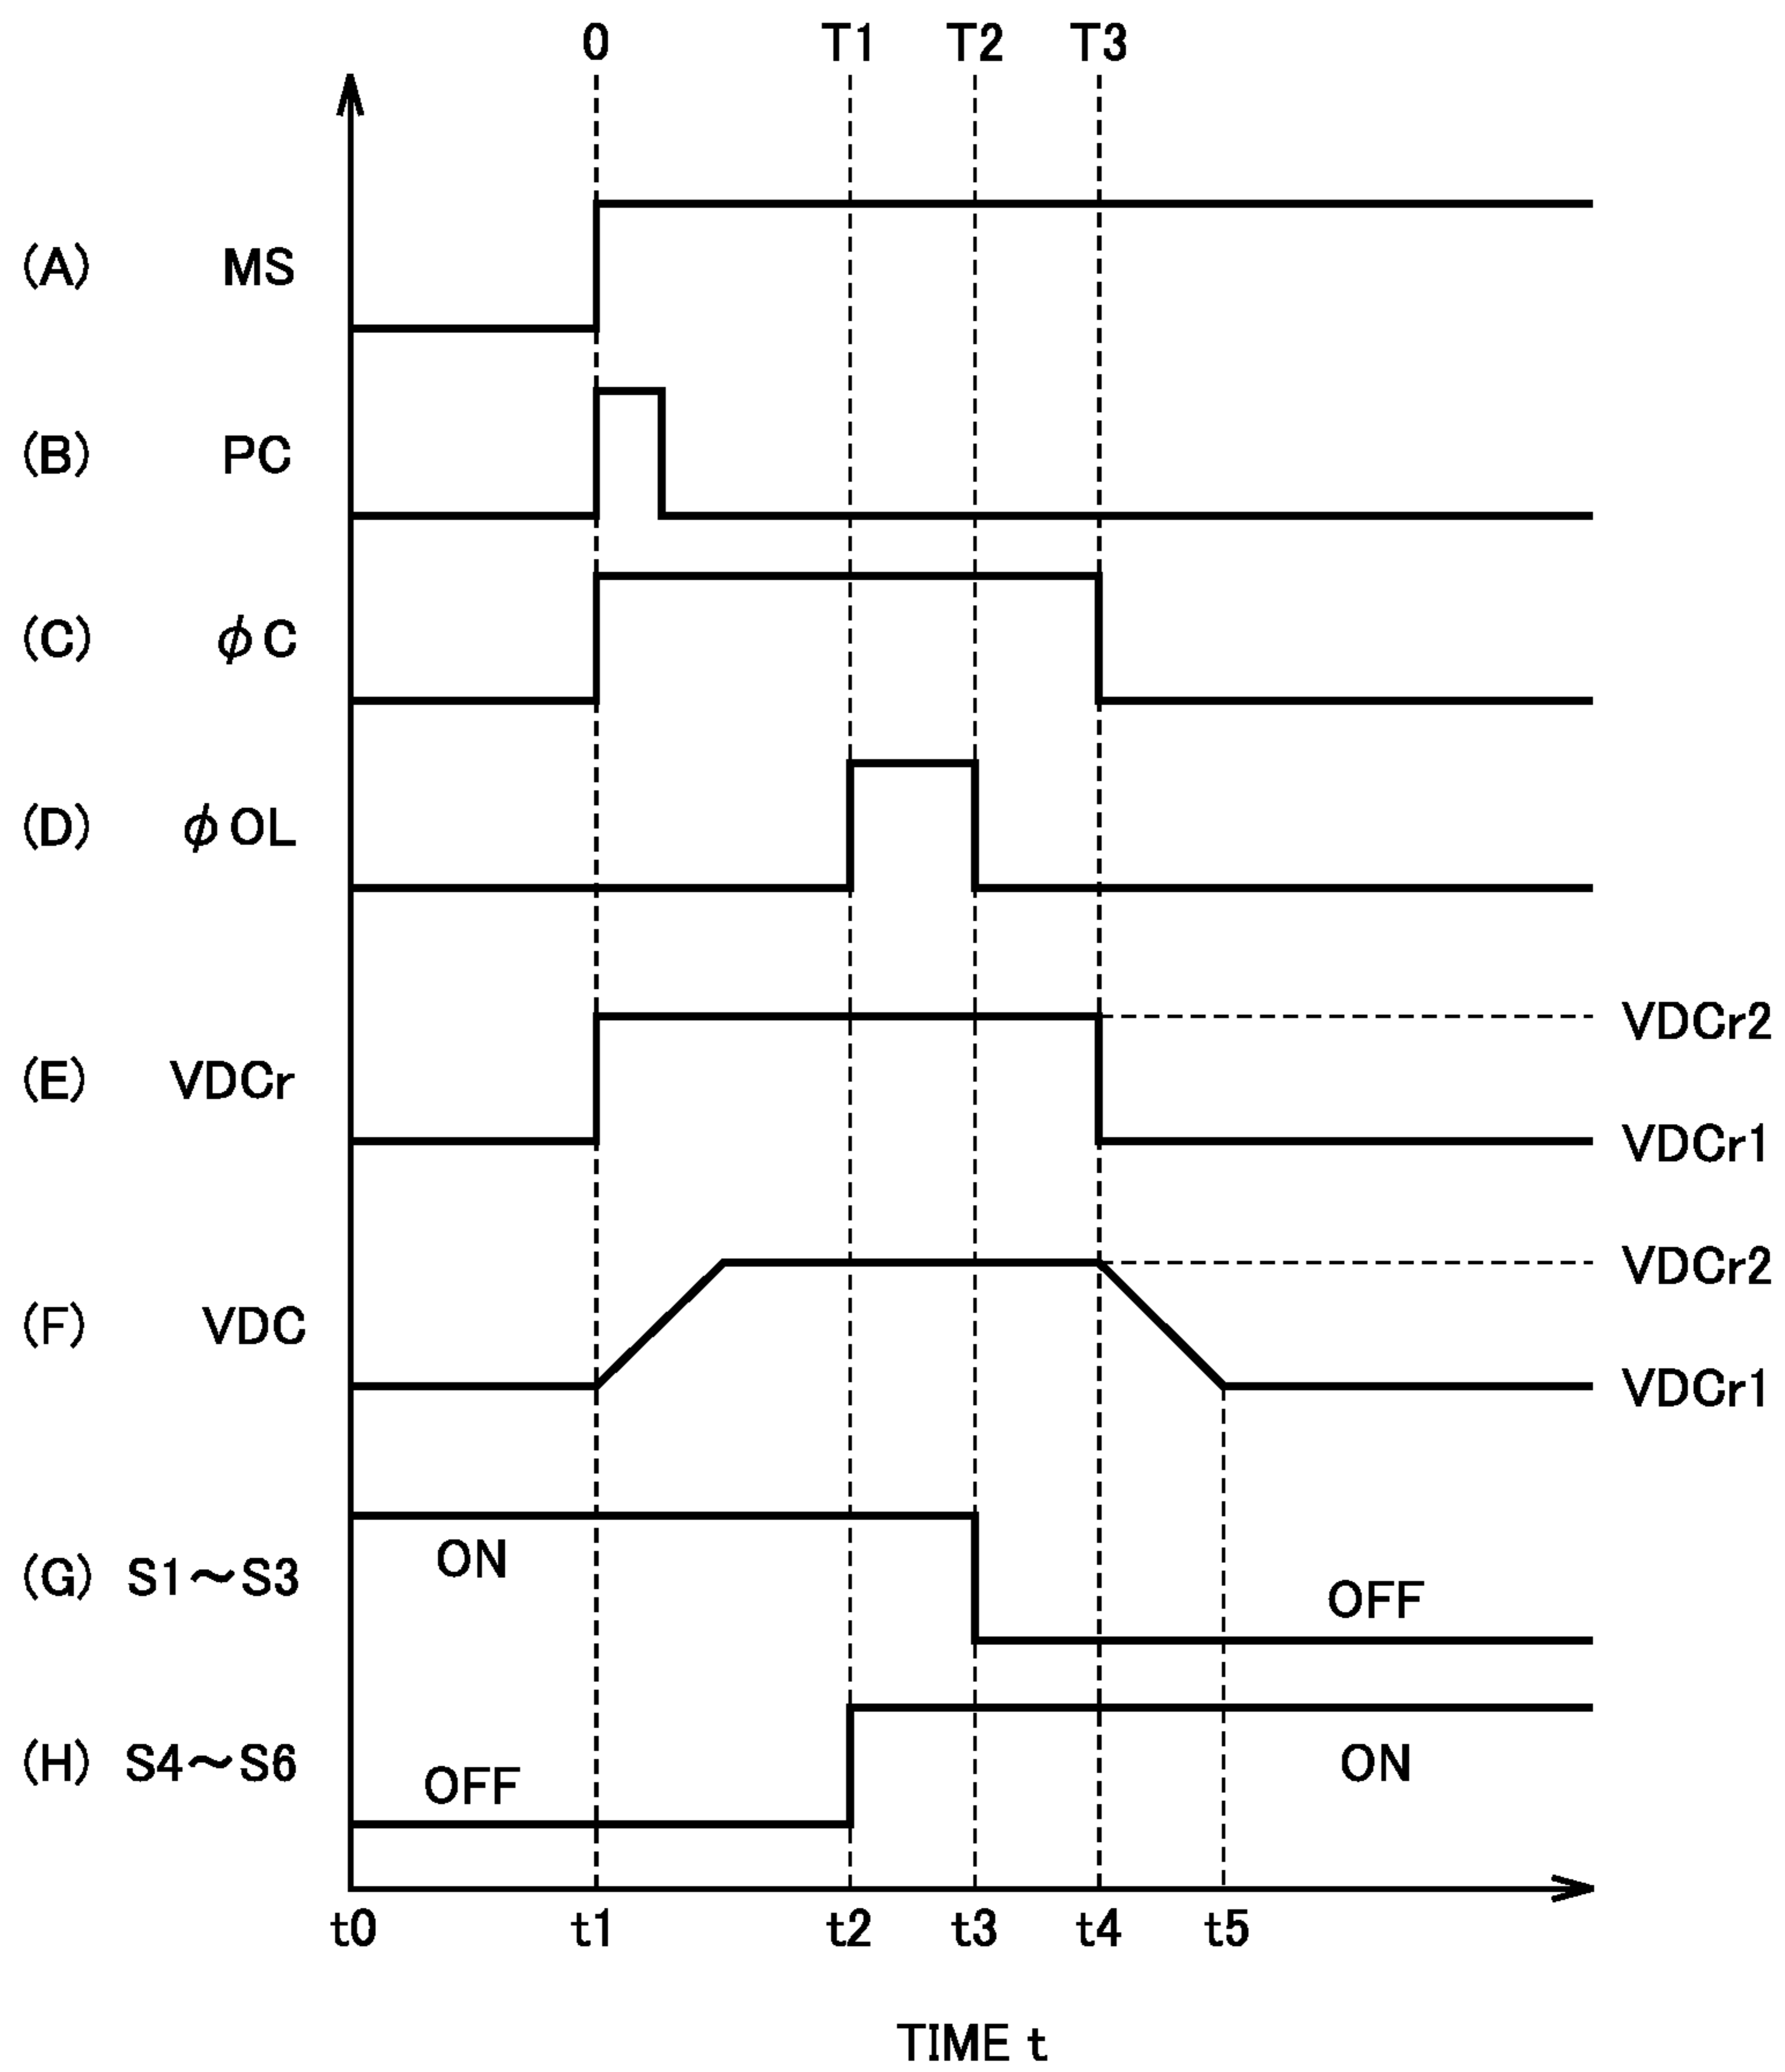 0 T1 T2 T3
(A) MS
(B) PC
(C) φC
(D) φOL
VDCr2
(E) VDCr
VDCr1
VDCr2
(F) VDC
VDCr1
ON
(G) S1～S3
OFF
(H) S4～S6
ON
OFF
t0 t1 t2 t3 t4 t5
TIME t